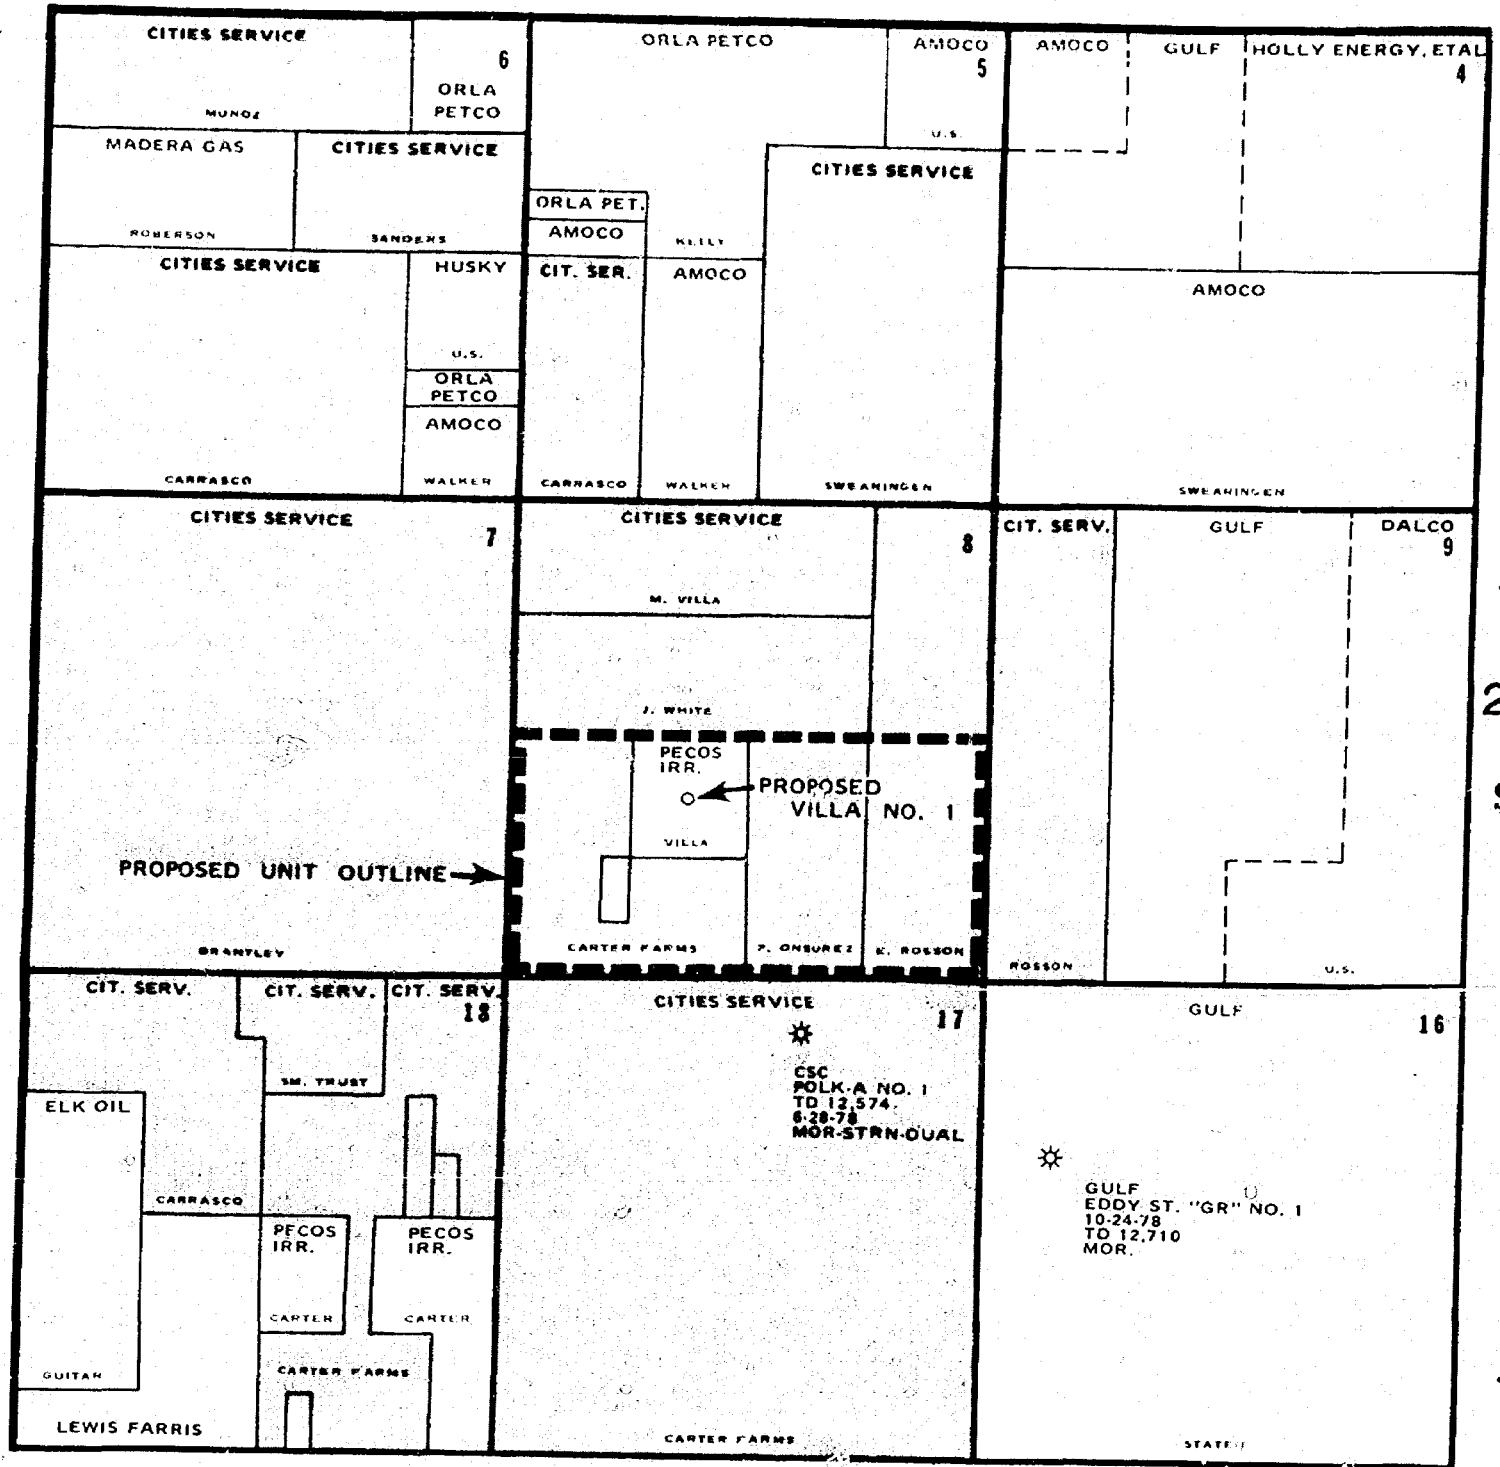 CITIES SERVICE
6
ORLA
PETCO
MUNOZ
MADERA GAS
CITIES SERVICE
ROBERSON
SANDERS
CITIES SERVICE
HUSKY
U.S.
ORLA
PETCO
AMOCO
CARRASCO
WALKER
ORLA PETCO
AMOCO
5
U.S.
CITIES SERVICE
ORLA PET.
AMOCO
KELLY
CIT. SER.
AMOCO
CARRASCO
WALKER
SWEARINGEN
AMOCO
GULF
HOLLY ENERGY, ETAL
4
AMOCO
SWEARINGEN
CITIES SERVICE
7
PROPOSED UNIT OUTLINE
BRANTLEY
CITIES SERVICE
8
M. VILLA
J. WHITE
PECOS
IRR.
PROPOSED
VILLA NO. 1
VILLA
CARTER FARMS
P. ONSUREZ
E. ROSSON
CIT. SERV.
GULF
DALCO
9
ROSSON
U.S.
2
CIT. SERV.
CIT. SERV.
CIT. SERV.
18
SM. TRUST
ELK OIL
CARRASCO
PECOS
IRR.
PECOS
IRR.
CARTER
CARTER
GUITAR
CARTER FARMS
LEWIS FARRIS
CITIES SERVICE
17
CSC
POLK-A NO. 1
TD 12,574.
6-28-78
MOR-STRN-DUAL
CARTER FARMS
GULF
16
GULF
EDDY ST. "GR" NO. 1
10-24-78
TD 12,710
MOR.
STATE